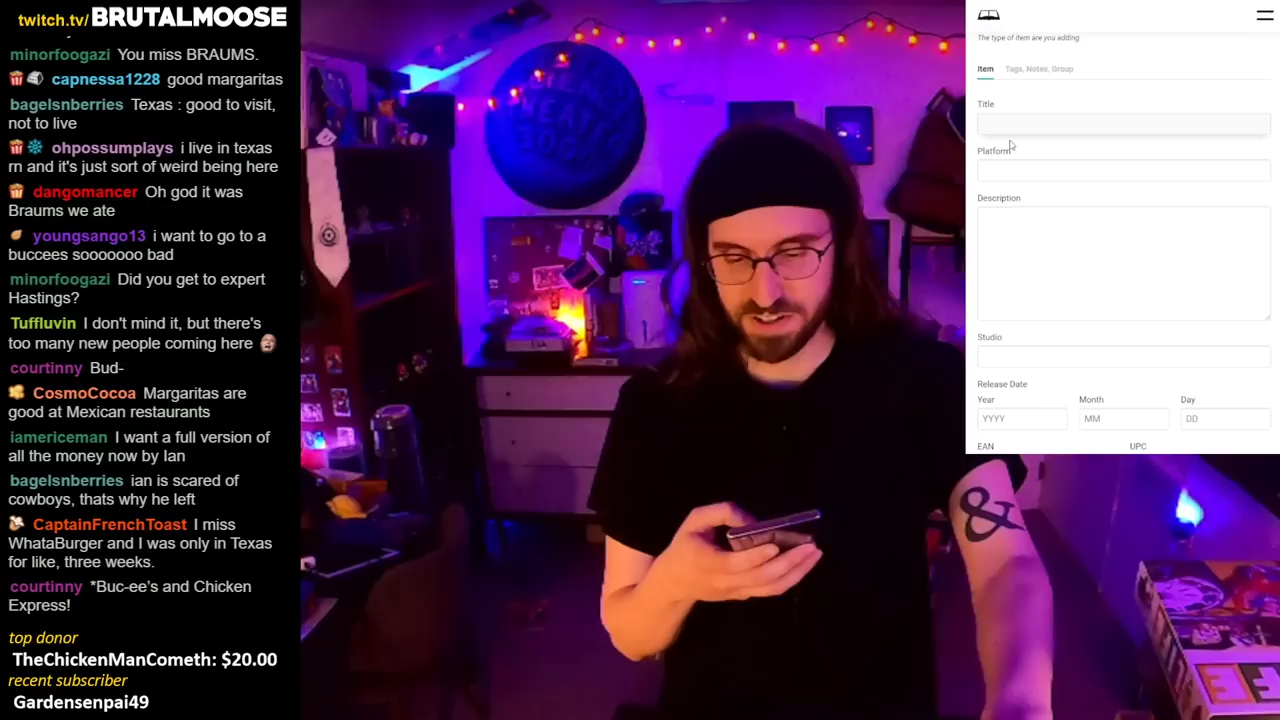 twitch.tv/BRUTALMOOSE
minorfoogazi You miss BRAUMS.
capnessa1228 good margaritas
bagelsnberries Texas : good to visit,
not to live
ohpossumplays i live in texas
rn and it's just sort of weird being here
dangomancer Oh god it was
Braums we ate
youngsango13 i want to go to a
buccees sooooooo bad
minorfoogazi Did you get to expert
Hastings?
Tuffluvin I don't mind it, but there's
too many new people coming here
courtinny Bud-
CosmoCocoa Margaritas are
good at Mexican restaurants
iamericeman I want a full version of
all the money now by Ian
bagelsnberries ian is scared of
cowboys, thats why he left
CaptainFrenchToast I miss
WhataBurger and I was only in Texas
for like, three weeks.
courtinny *Buc-ee's and Chicken
Express!
top donor
TheChickenManCometh: $20.00
recent subscriber
Gardensenpai49
The type of item are you adding
Item Tags, Notes, Group
Title
Platform
Description
Studio
Release Date
Year Month Day
YYYY MM DD
EAN UPC
&